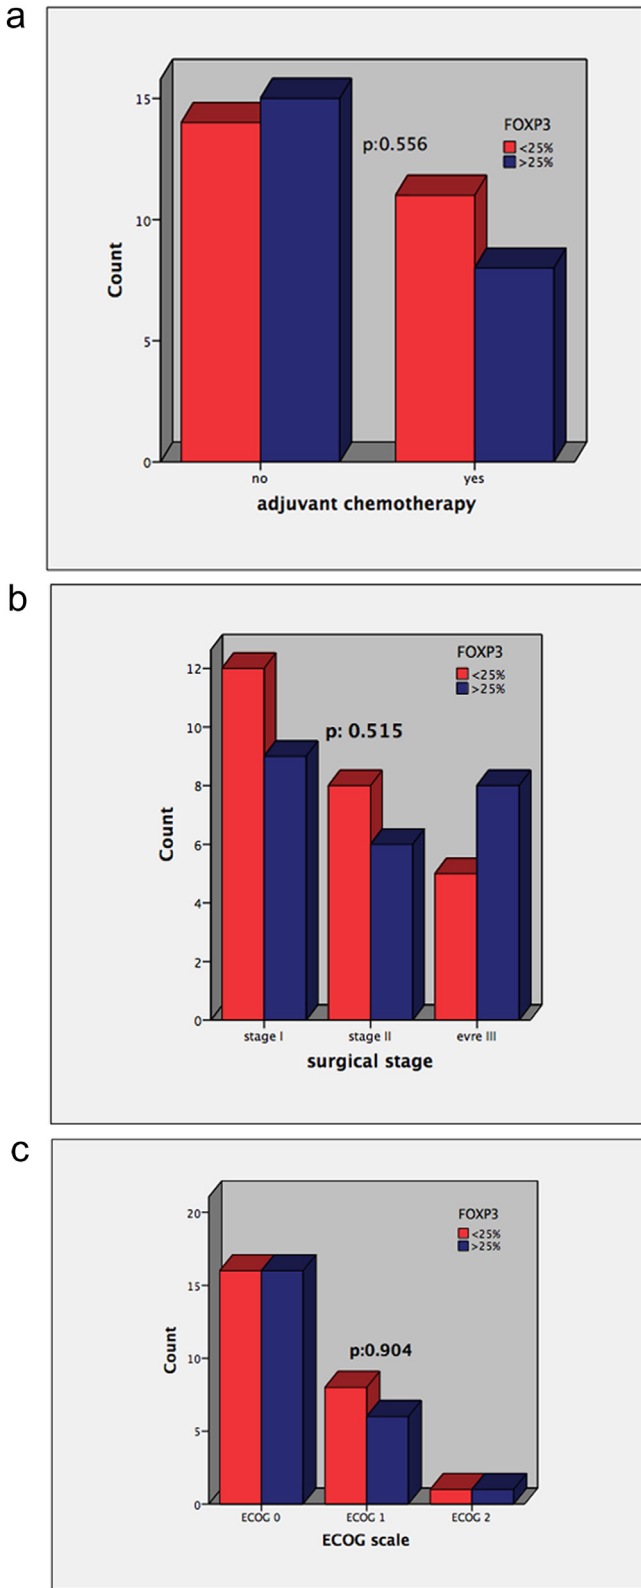 a
15
10
5
0
Count
p:0.556
FOXP3
<25%
>25%
no
yes
adjuvant chemotherapy
b
12
10
8
6
4
2
0
Count
p: 0.515
FOXP3
<25%
>25%
stage I
stage II
evre III
surgical stage
c
20
15
10
5
0
Count
p:0.904
FOXP3
<25%
>25%
ECOG 0
ECOG 1
ECOG 2
ECOG scale